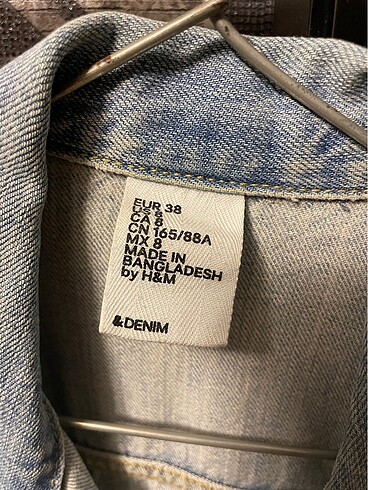 EUR 38
US 8
CA 8
CN 165/88A
MX 8
MADE IN
BANGLADESH
by H&M
&DENIM